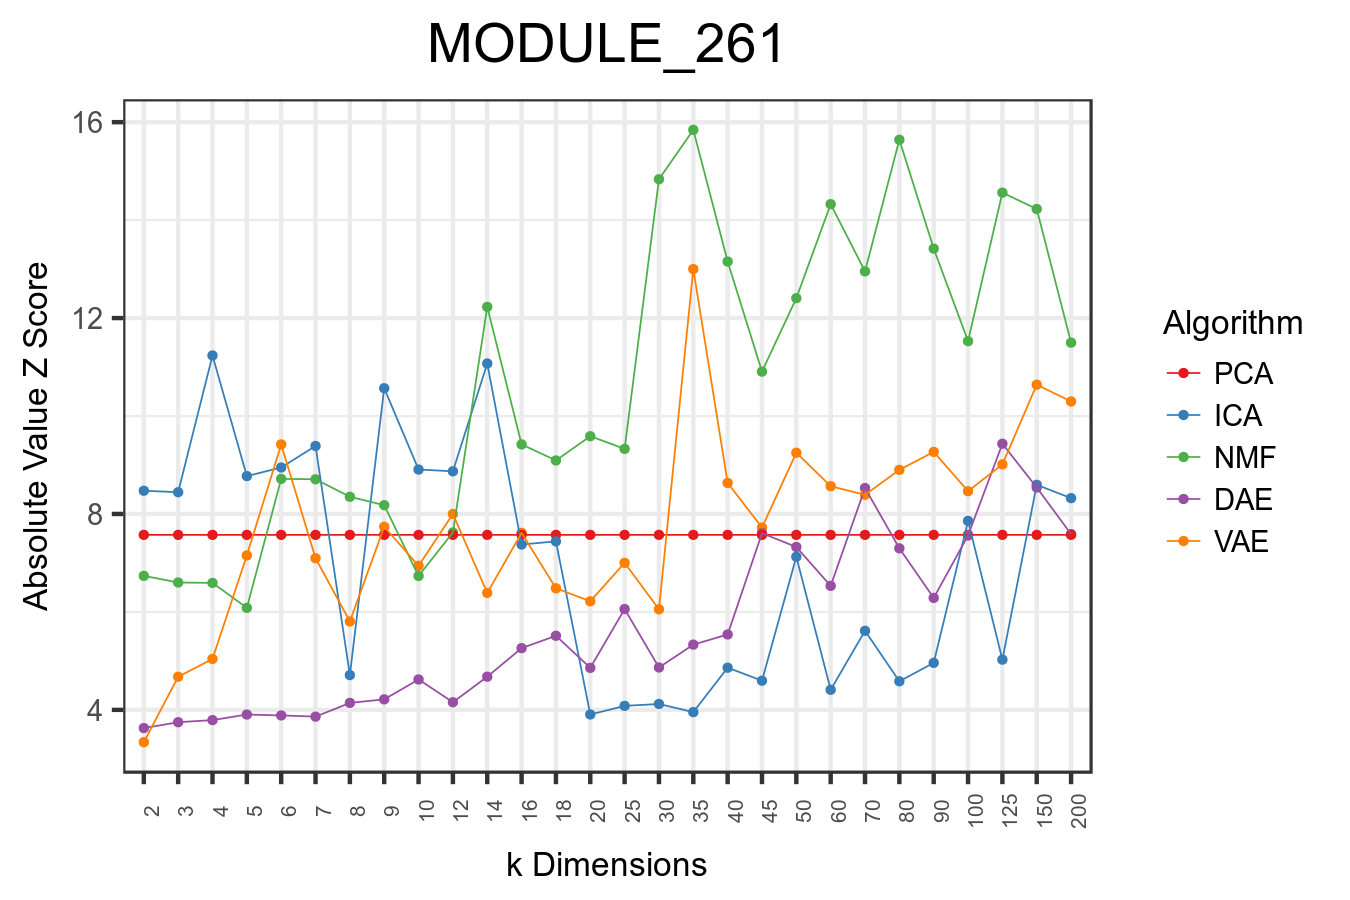 MODULE_261
Absolute Value Z Score
16
12
8
4
2 3 4 5 6 7 8 9 10 12 14 16 18 20 25 30 35 40 45 50 60 70 80 90 100 125 150 200
k Dimensions
Algorithm
PCA
ICA
NMF
DAE
VAE